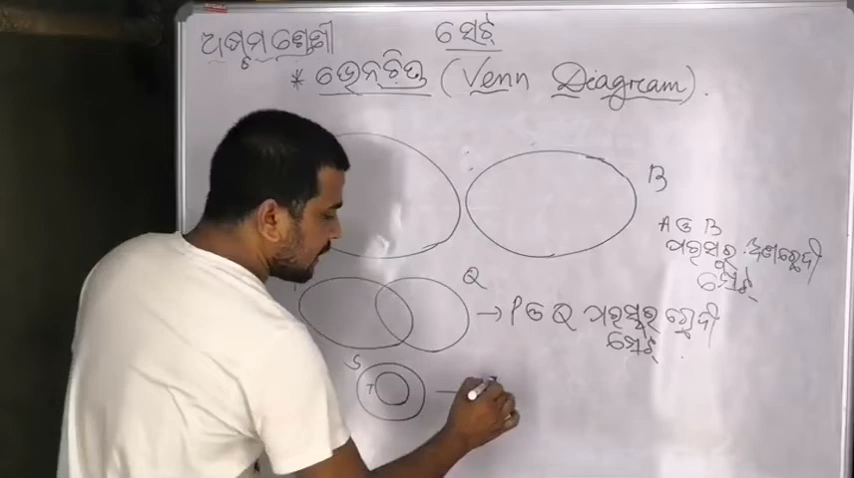 ଅଷ୍ଟମ ଶ୍ରେଣୀ
ସେଟ୍
* ଭେନଚିତ୍ର (Venn Diagram).
B
A ଓ B
ପରସ୍ପର ଅଣଛେଦୀ
ସେଟ୍
Q
→ P ଓ Q ପରସ୍ପର ଛେଦୀ
ସେଟ୍
S
T